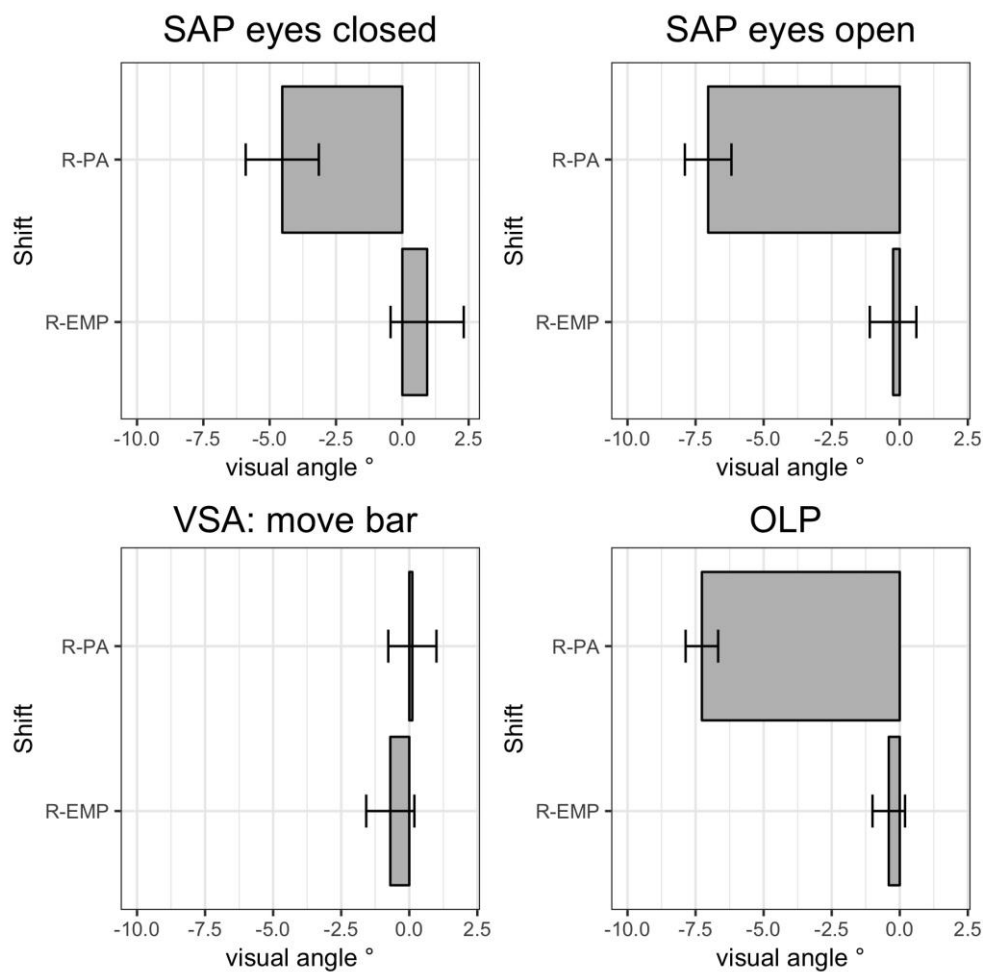 SAP eyes closed
Shift
R-PA
R-EMP
-10.0 -7.5 -5.0 -2.5 0.0 2.5
visual angle °
SAP eyes open
Shift
R-PA
R-EMP
-10.0 -7.5 -5.0 -2.5 0.0 2.5
visual angle °
VSA: move bar
Shift
R-PA
R-EMP
-10.0 -7.5 -5.0 -2.5 0.0 2.5
visual angle °
OLP
Shift
R-PA
R-EMP
-10.0 -7.5 -5.0 -2.5 0.0 2.5
visual angle °